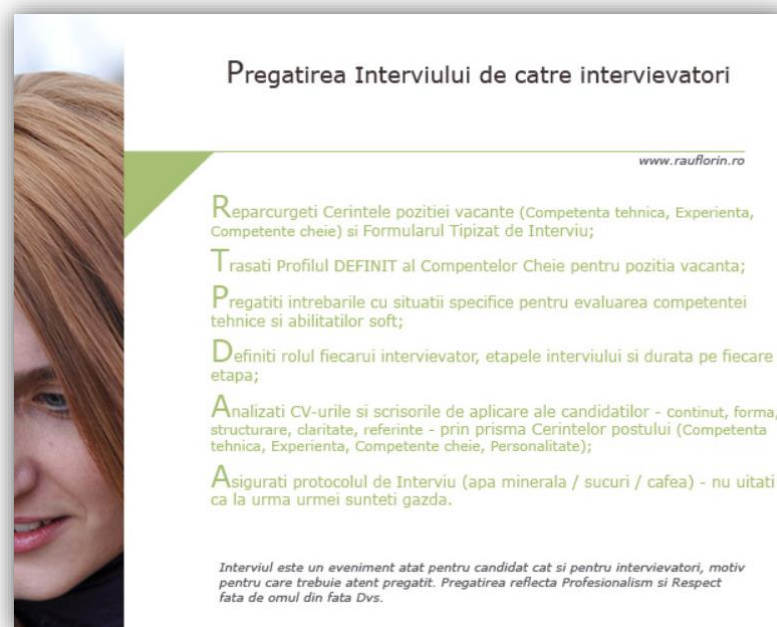 Pregatirea Interviului de catre intervievatori
www.rauflorin.ro
Reparcurgeti Cerintele pozitiei vacante (Competenta tehnica, Experienta,
Competente cheie) si Formularul Tipizat de Interviu;
Trasati Profilul DEFINIT al Compentelor Cheie pentru pozitia vacanta;
Pregatiti intrebarile cu situatii specifice pentru evaluarea competentei
tehnice si abilitatilor soft;
Definiti rolul fiecarui intervievator, etapele interviului si durata pe fiecare
etapa;
Analizati CV-urile si scrisorile de aplicare ale candidatilor - continut, forma,
structurare, claritate, referinte - prin prisma Cerintelor postului (Competenta
tehnica, Experienta, Competente cheie, Personalitate);
Asigurati protocolul de Interviu (apa minerala / sucuri / cafea) - nu uitati
ca la urma urmei sunteti gazda.
Interviul este un eveniment atat pentru candidat cat si pentru intervievatori, motiv
pentru care trebuie atent pregatit. Pregatirea reflecta Profesionalism si Respect
fata de omul din fata Dvs.